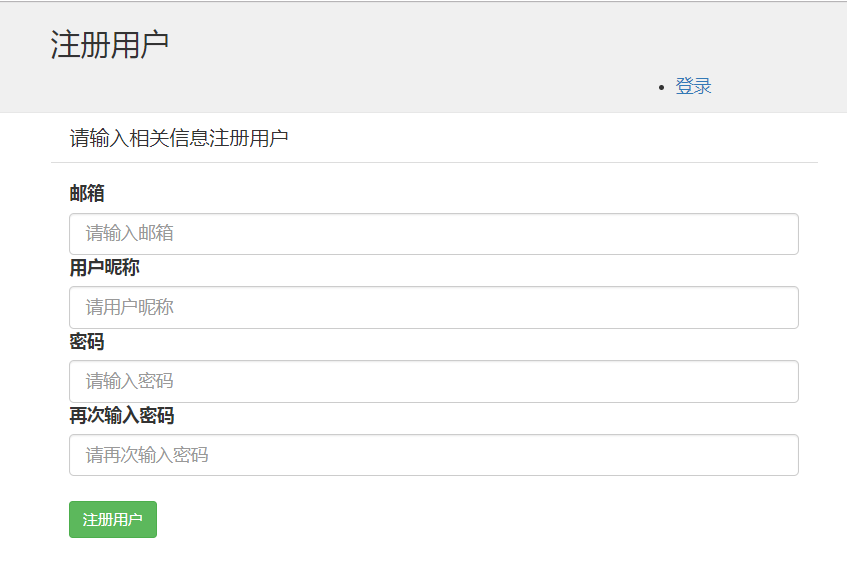 注册用户
登录
请输入相关信息注册用户
邮箱
请输入邮箱
用户昵称
请用户昵称
密码
请输入密码
再次输入密码
请再次输入密码
注册用户